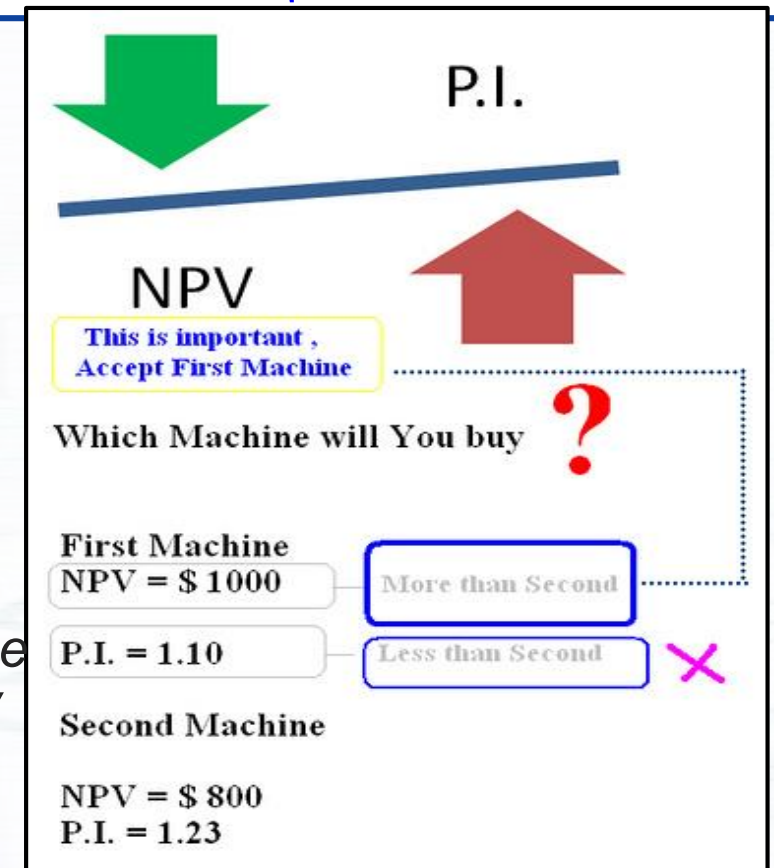 P.I.
NPV
This is important ,
Accept First Machine
Which Machine will You buy ?
First Machine
NPV = $ 1000
More than Second
P.I. = 1.10
Less than Second
Second Machine
NPV = $ 800
P.I. = 1.23